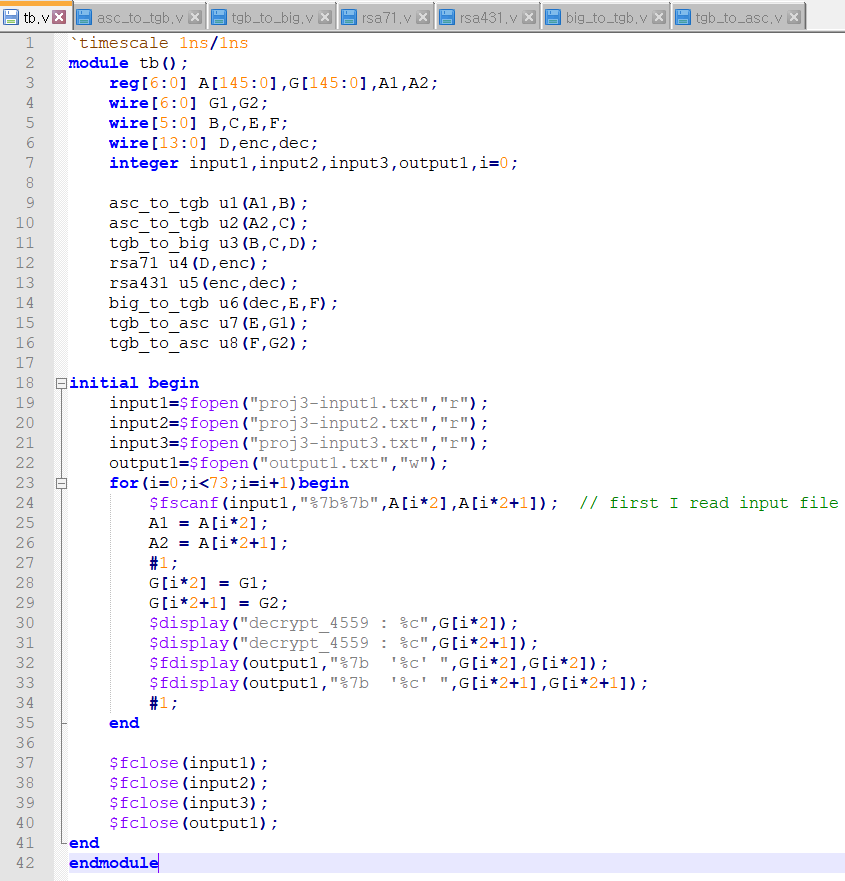 tb.v asc_to_tgb.v tgb_to_big.v rsa71.v rsa431.v big_to_tgb.v tgb_to_asc.v
1 `timescale 1ns/1ns
2 module tb();
3 reg[6:0] A[145:0],G[145:0],A1,A2;
4 wire[6:0] G1,G2;
5 wire[5:0] B,C,E,F;
6 wire[13:0] D,enc,dec;
7 integer input1,input2,input3,output1,i=0;
8
9 asc_to_tgb u1(A1,B);
10 asc_to_tgb u2(A2,C);
11 tgb_to_big u3(B,C,D);
12 rsa71 u4(D,enc);
13 rsa431 u5(enc,dec);
14 big_to_tgb u6(dec,E,F);
15 tgb_to_asc u7(E,G1);
16 tgb_to_asc u8(F,G2);
17
18 initial begin
19 input1=$fopen("proj3-input1.txt","r");
20 input2=$fopen("proj3-input2.txt","r");
21 input3=$fopen("proj3-input3.txt","r");
22 output1=$fopen("output1.txt","w");
23 for(i=0;i<73;i=i+1)begin
24 $fscanf(input1,"%7b%7b",A[i*2],A[i*2+1]); // first I read input file
25 A1 = A[i*2];
26 A2 = A[i*2+1];
27 #1;
28 G[i*2] = G1;
29 G[i*2+1] = G2;
30 $display("decrypt_4559 : %c",G[i*2]);
31 $display("decrypt_4559 : %c",G[i*2+1]);
32 $fdisplay(output1,"%7b  '%c' ",G[i*2],G[i*2]);
33 $fdisplay(output1,"%7b  '%c' ",G[i*2+1],G[i*2+1]);
34 #1;
35 end
36
37 $fclose(input1);
38 $fclose(input2);
39 $fclose(input3);
40 $fclose(output1);
41 end
42 endmodule